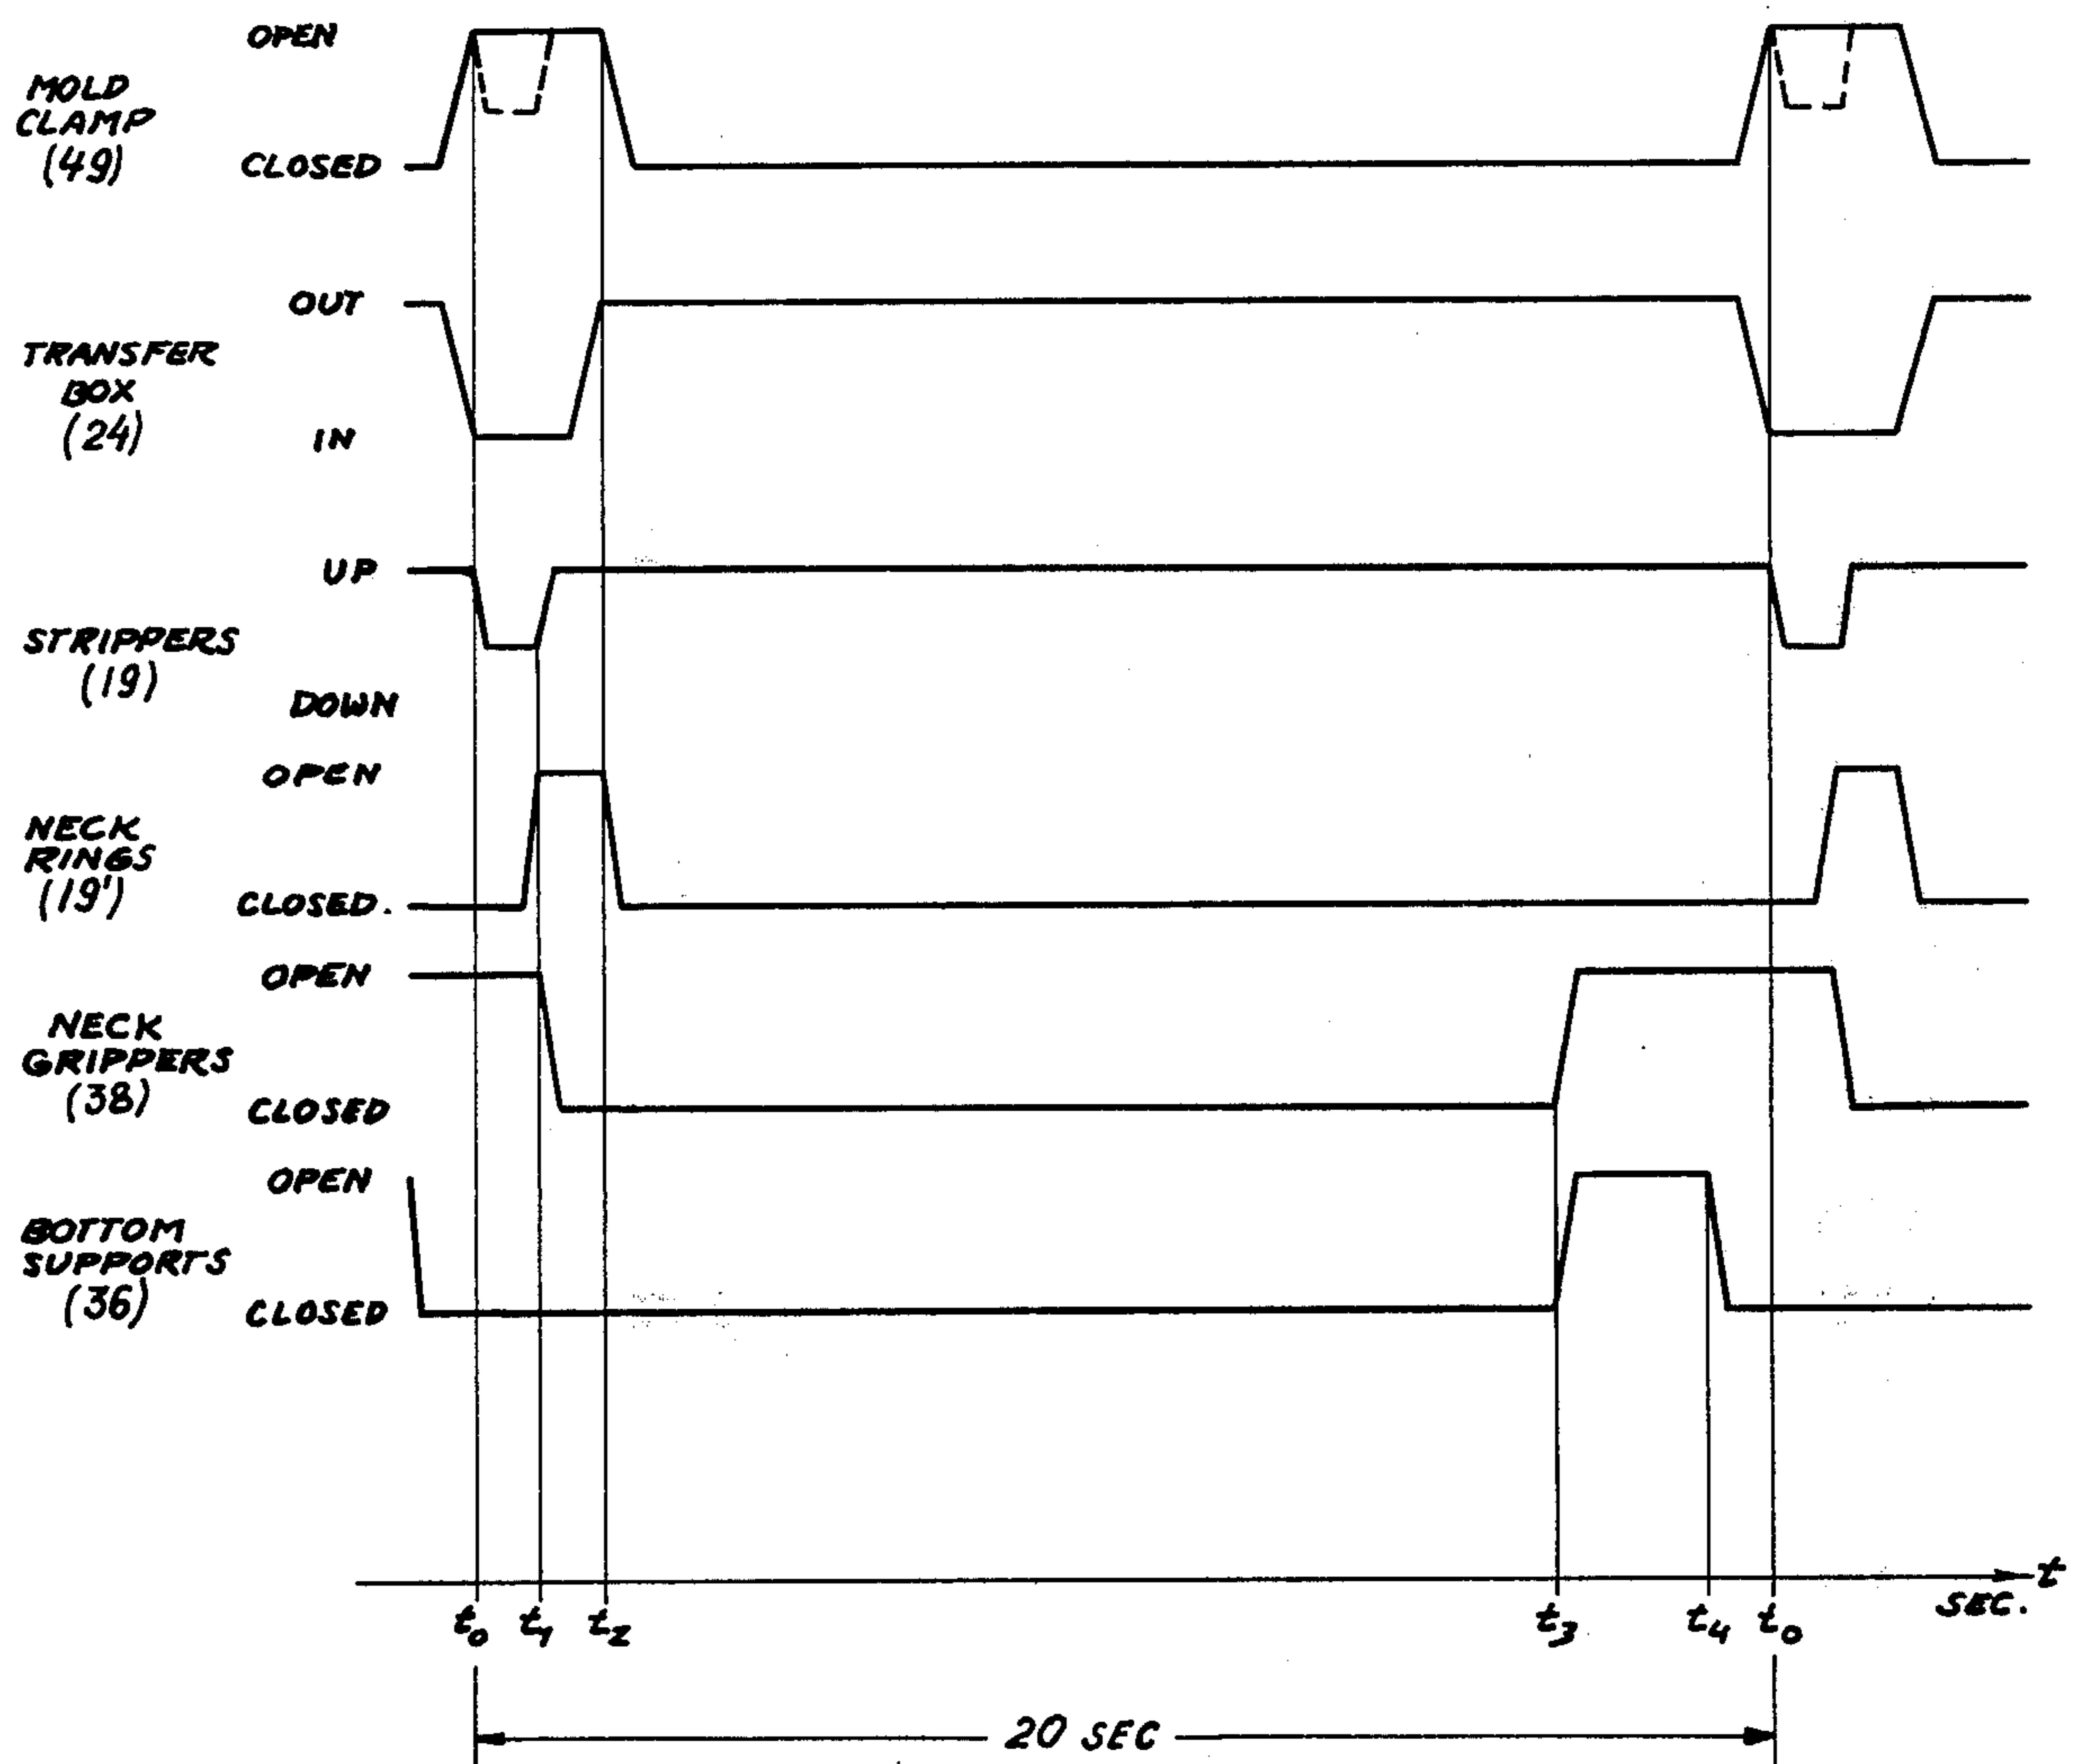 OPEN
MOLD
CLAMP
(49)
CLOSED
OUT
TRANSFER
BOX
(24)
IN
UP
STRIPPERS
(19)
DOWN
OPEN
NECK
RINGS
(19')
CLOSED.
OPEN
NECK
GRIPPERS
(38)
CLOSED
OPEN
BOTTOM
SUPPORTS
(36)
CLOSED
t
SEC.
t0 t1 t2 t3 t4 t0
20 SEC